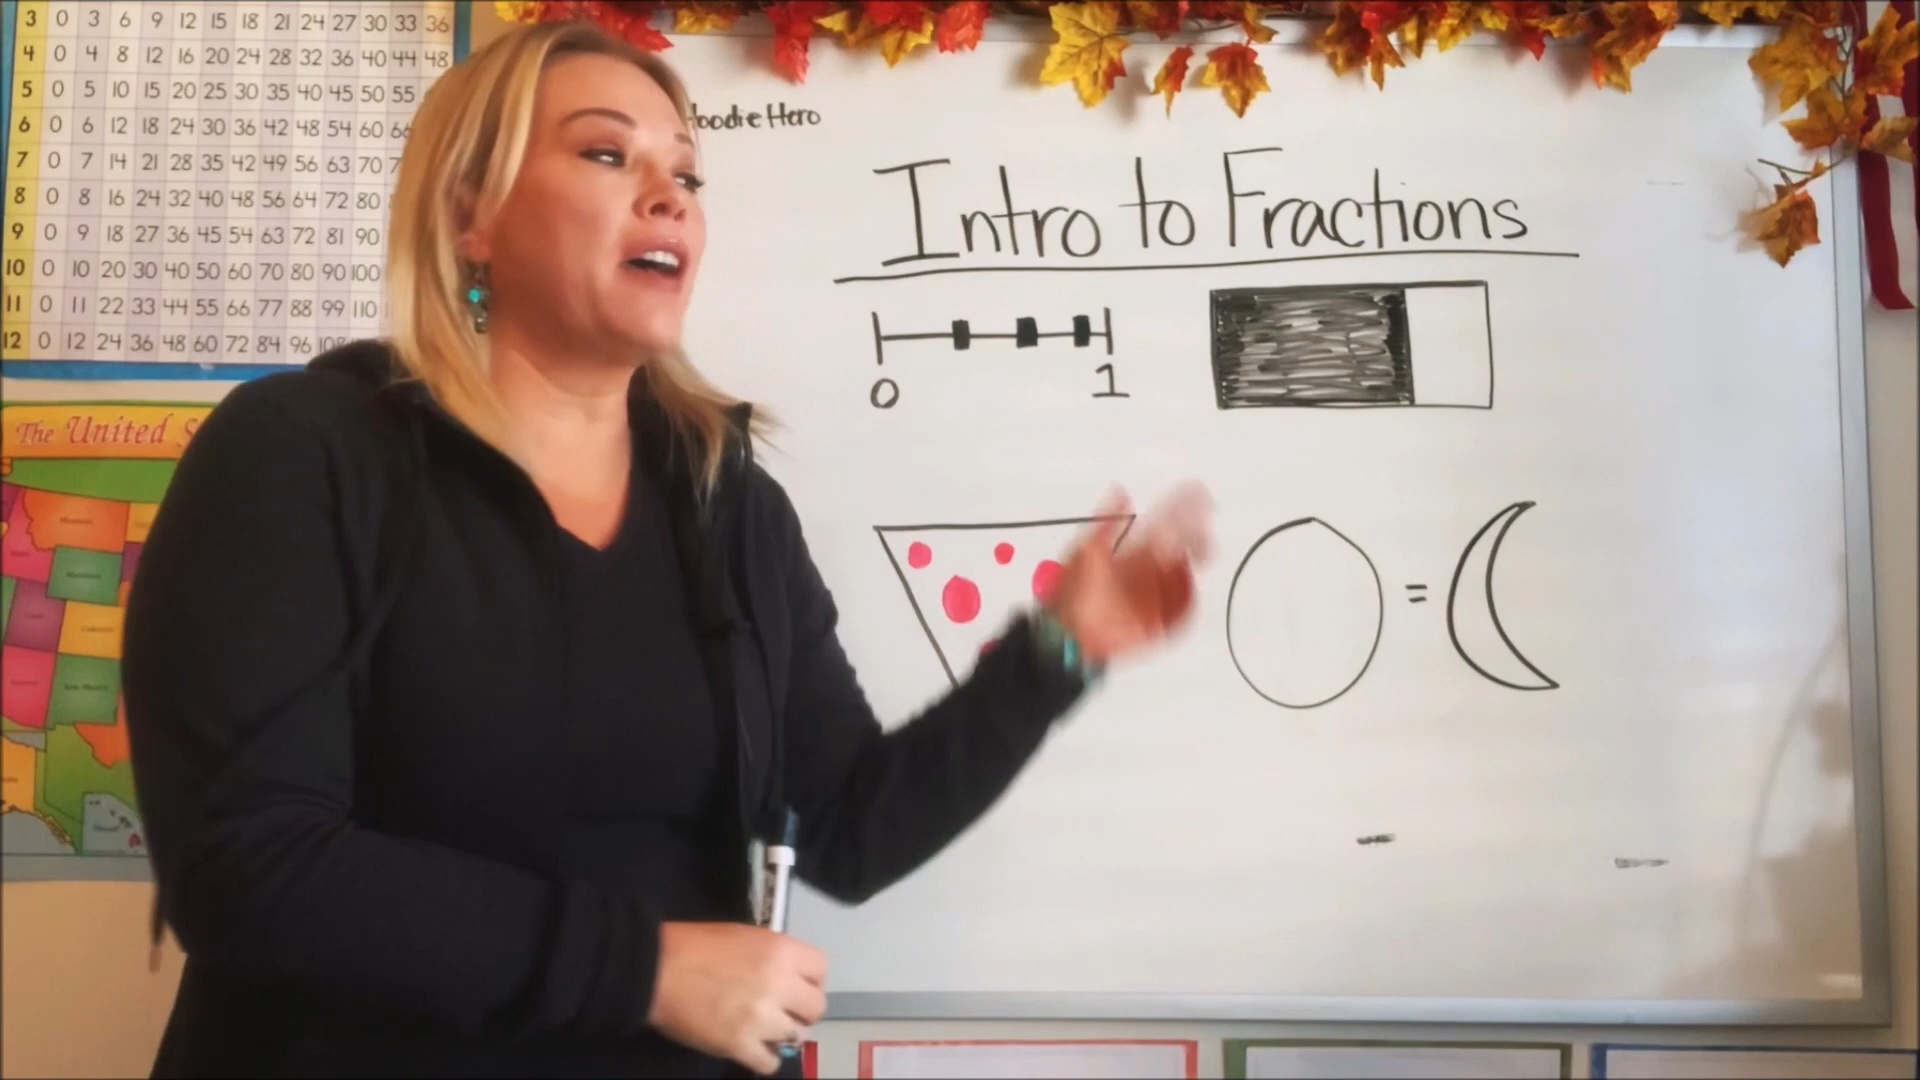 3 0 3 6 9 12 15 18 21 24 27 30 33 36
4 0 4 8 12 16 20 24 28 32 36 40 44 48
5 0 5 10 15 20 25 30 35 40 45 50 55
6 0 6 12 18 24 30 36 42 48 54 60 66
7 0 7 14 21 28 35 42 49 56 63 70
8 0 8 16 24 32 40 48 56 64 72 80
9 0 9 18 27 36 45 54 63 72 81 90
10 0 10 20 30 40 50 60 70 80 90 100
11 0 11 22 33 44 55 66 77 88 99 110
12 0 12 24 36 48 60 72 84 96 108
The United
Hoodie Hero
Intro to Fractions
0 1
=